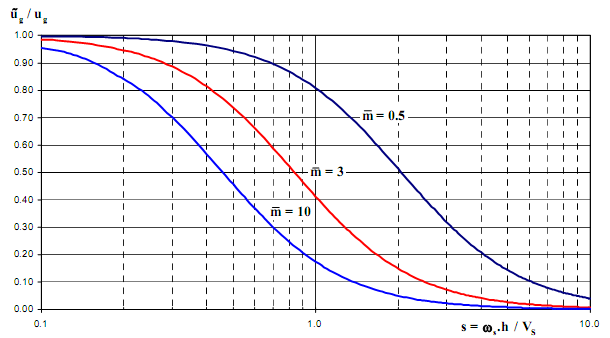 ũg / ug
1.00
0.90
0.80
0.70
0.60
0.50
0.40
0.30
0.20
0.10
0.00
m̅ = 0.5
m̅ = 3
m̅ = 10
0.1
1.0
10.0
s = ωs.h / Vs